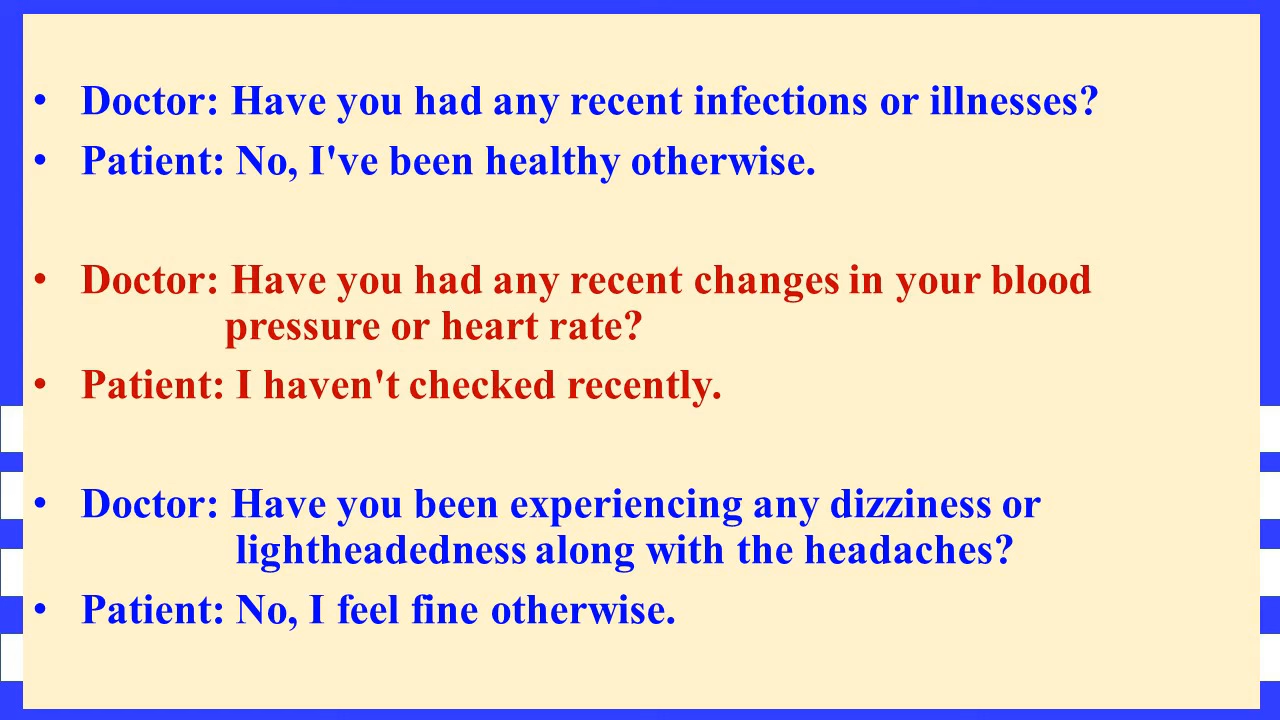 • Doctor: Have you had any recent infections or illnesses?
• Patient: No, I've been healthy otherwise.
• Doctor: Have you had any recent changes in your blood
pressure or heart rate?
• Patient: I haven't checked recently.
• Doctor: Have you been experiencing any dizziness or
lightheadedness along with the headaches?
• Patient: No, I feel fine otherwise.